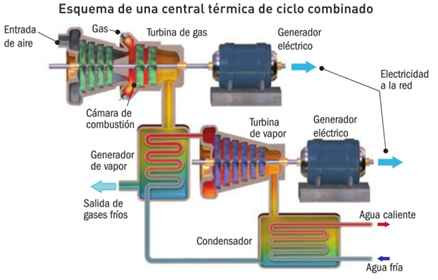 Esquema de una central térmica de ciclo combinado
Entrada
de aire
Gas
Turbina de gas
Generador
eléctrico
Electricidad
a la red
Cámara de
combustión
Turbina
de vapor
Generador
eléctrico
Generador
de vapor
Salida de
gases fríos
Condensador
Agua caliente
Agua fría